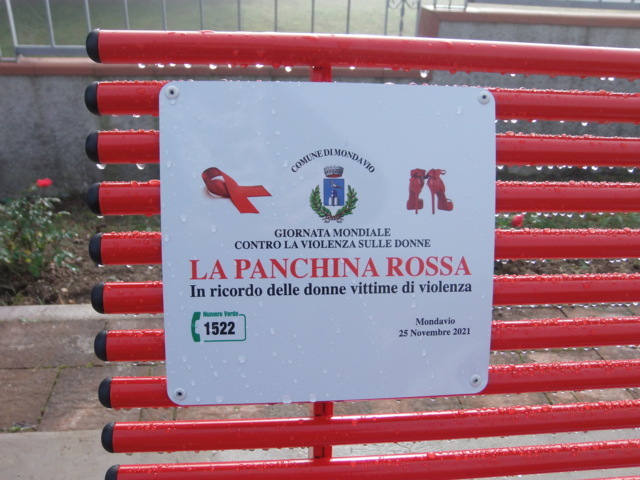 COMUNE DI MONDAVIO
GIORNATA MONDIALE
CONTRO LA VIOLENZA SULLE DONNE
LA PANCHINA ROSSA
In ricordo delle donne vittime di violenza
Numero Verde
1522
Mondavio
25 Novembre 2021